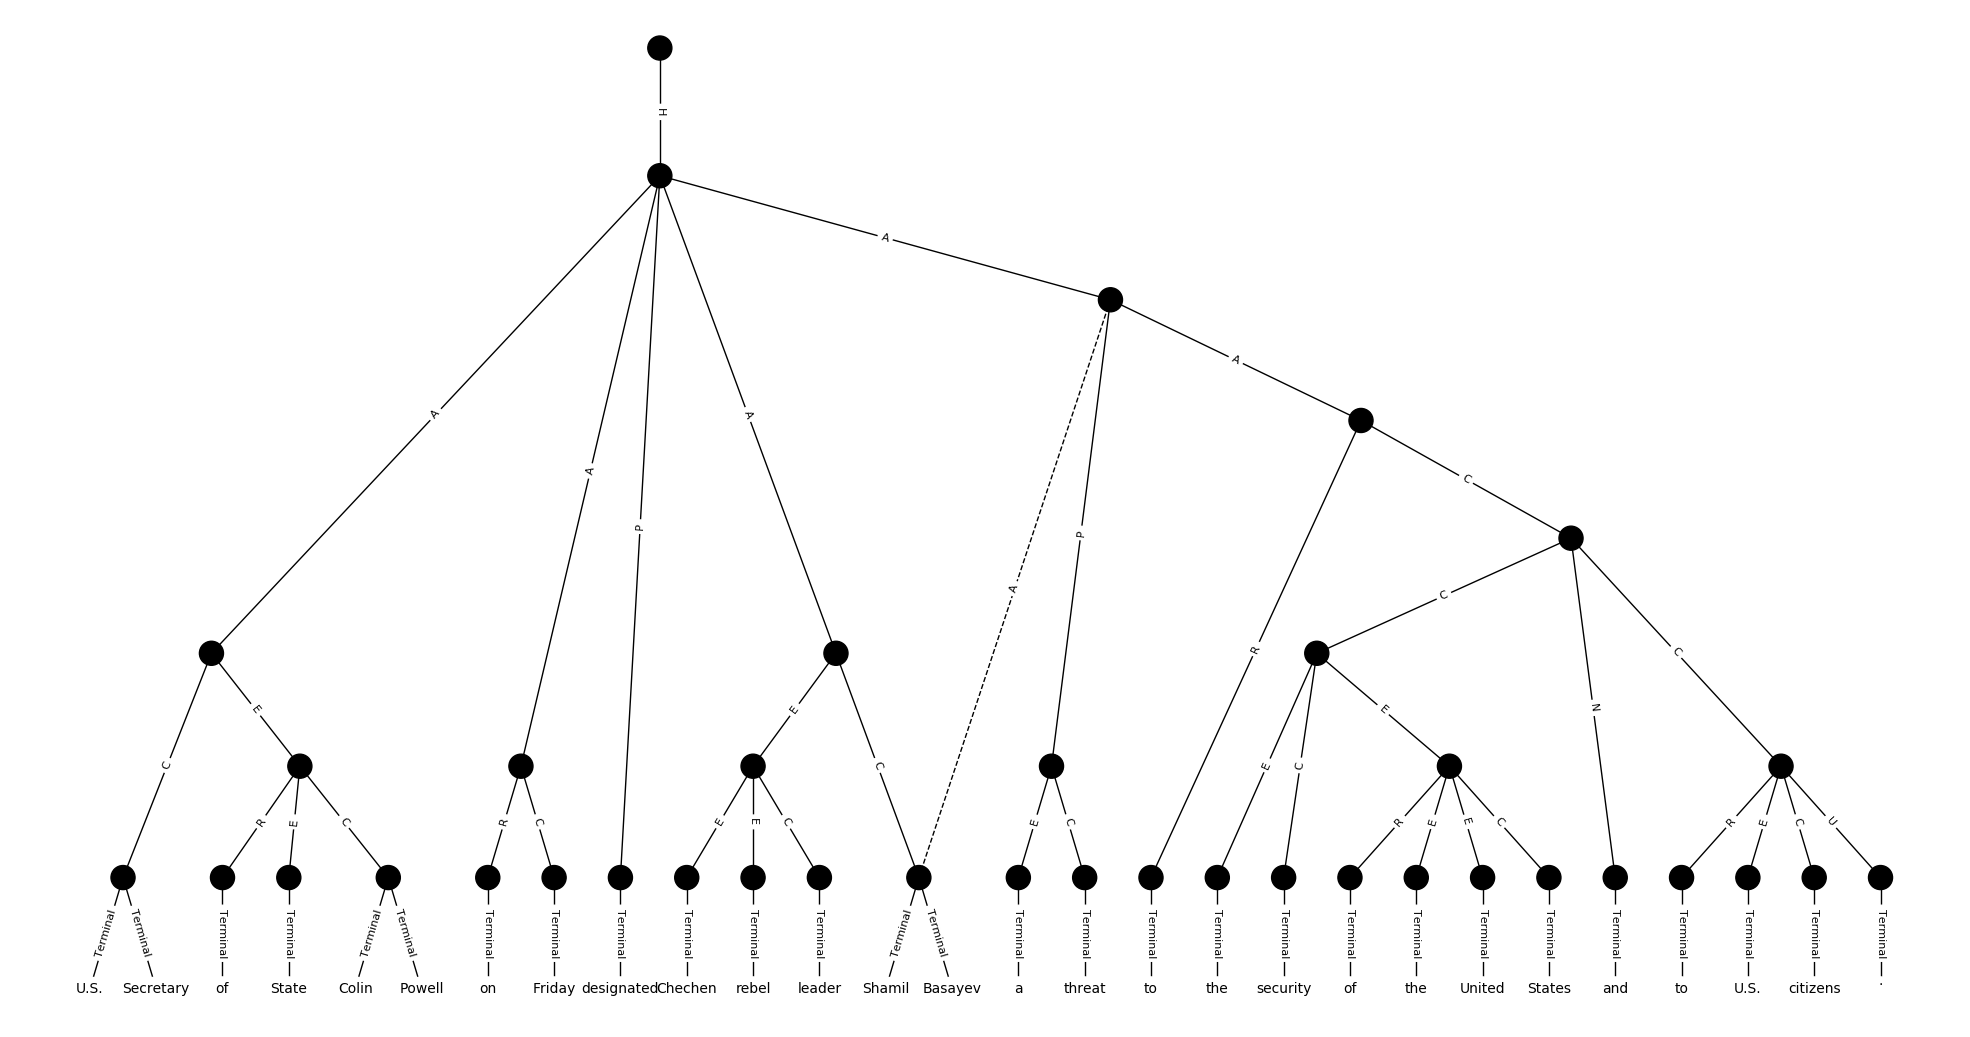 H
A
A
A
P
A
A
A
P
C
A
R
C
C
N
E
C
E
E
C
E
C
R
E
C
R
C
E
E
C
E
C
R
E
E
C
R
E
C
U
Terminal Terminal Terminal Terminal Terminal Terminal Terminal Terminal Terminal Terminal Terminal Terminal Terminal Terminal Terminal Terminal Terminal Terminal Terminal Terminal Terminal Terminal Terminal Terminal Terminal Terminal Terminal Terminal
U.S. Secretary of State Colin Powell on Friday designated Chechen rebel leader Shamil Basayev a threat to the security of the United States and to U.S. citizens .